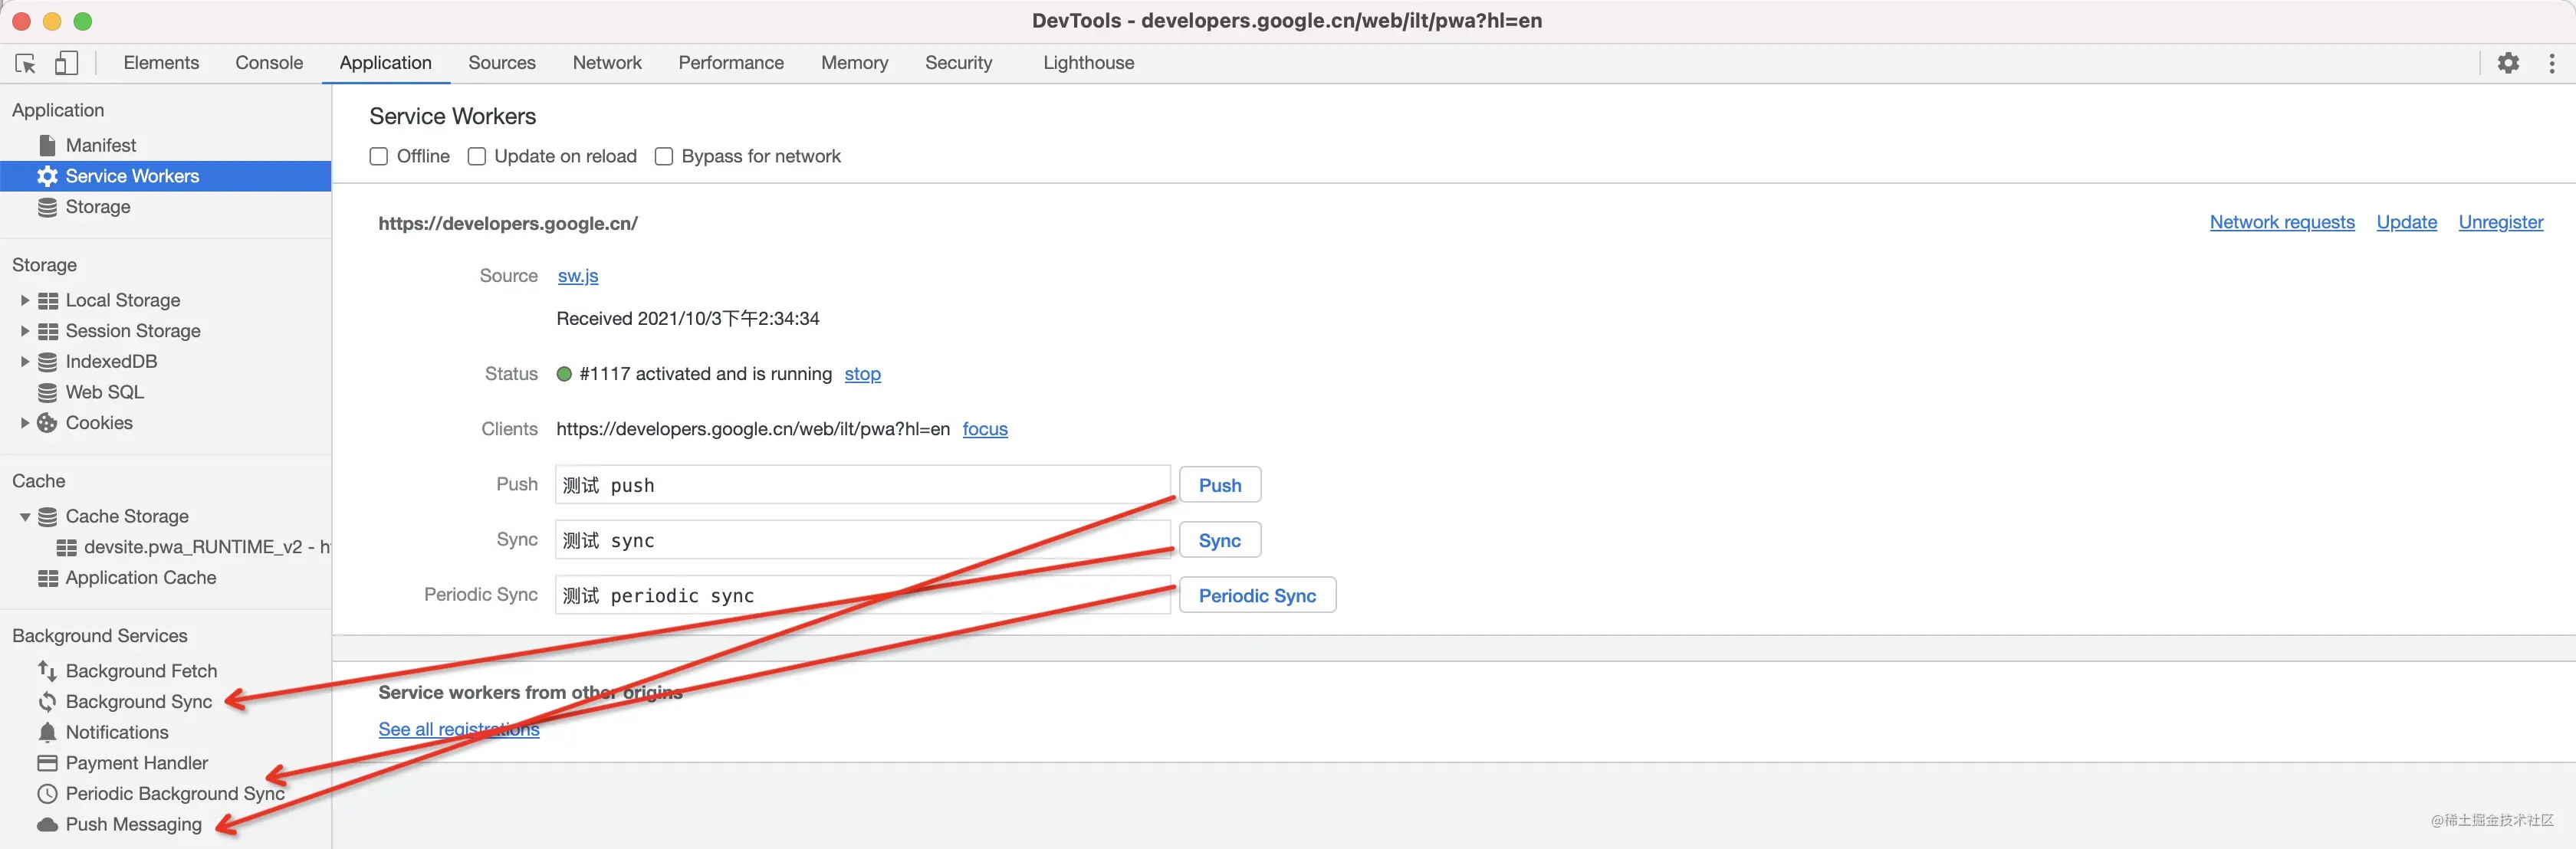 DevTools - developers.google.cn/web/ilt/pwa?hl=en
Elements Console Application Sources Network Performance Memory Security Lighthouse
Application
Manifest
Service Workers
Storage
Storage
Local Storage
Session Storage
IndexedDB
Web SQL
Cookies
Cache
Cache Storage
devsite.pwa_RUNTIME_v2 - h
Application Cache
Background Services
Background Fetch
Background Sync
Notifications
Payment Handler
Periodic Background Sync
Push Messaging
Service Workers
Offline Update on reload Bypass for network
https://developers.google.cn/ Network requests Update Unregister
Source sw.js
Received 2021/10/3下午2:34:34
Status #1117 activated and is running stop
Clients https://developers.google.cn/web/ilt/pwa?hl=en focus
Push 测试 push Push
Sync 测试 sync Sync
Periodic Sync 测试 periodic sync Periodic Sync
Service workers from other origins
See all registrations
@稀土掘金技术社区